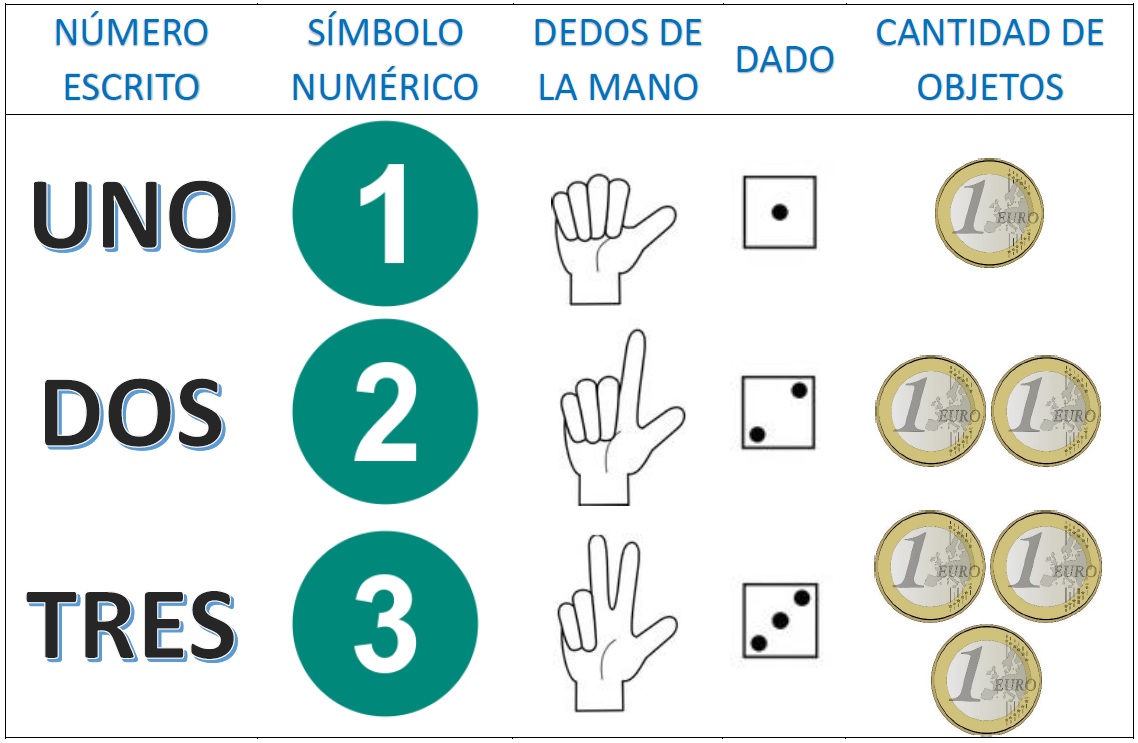 NÚMERO
ESCRITO
SÍMBOLO
NUMÉRICO
DEDOS DE
LA MANO
DADO
CANTIDAD DE
OBJETOS
UNO
1
1 EURO
DOS
2
1 EURO
1 EURO
TRES
3
1 EURO
1 EURO
1 EURO